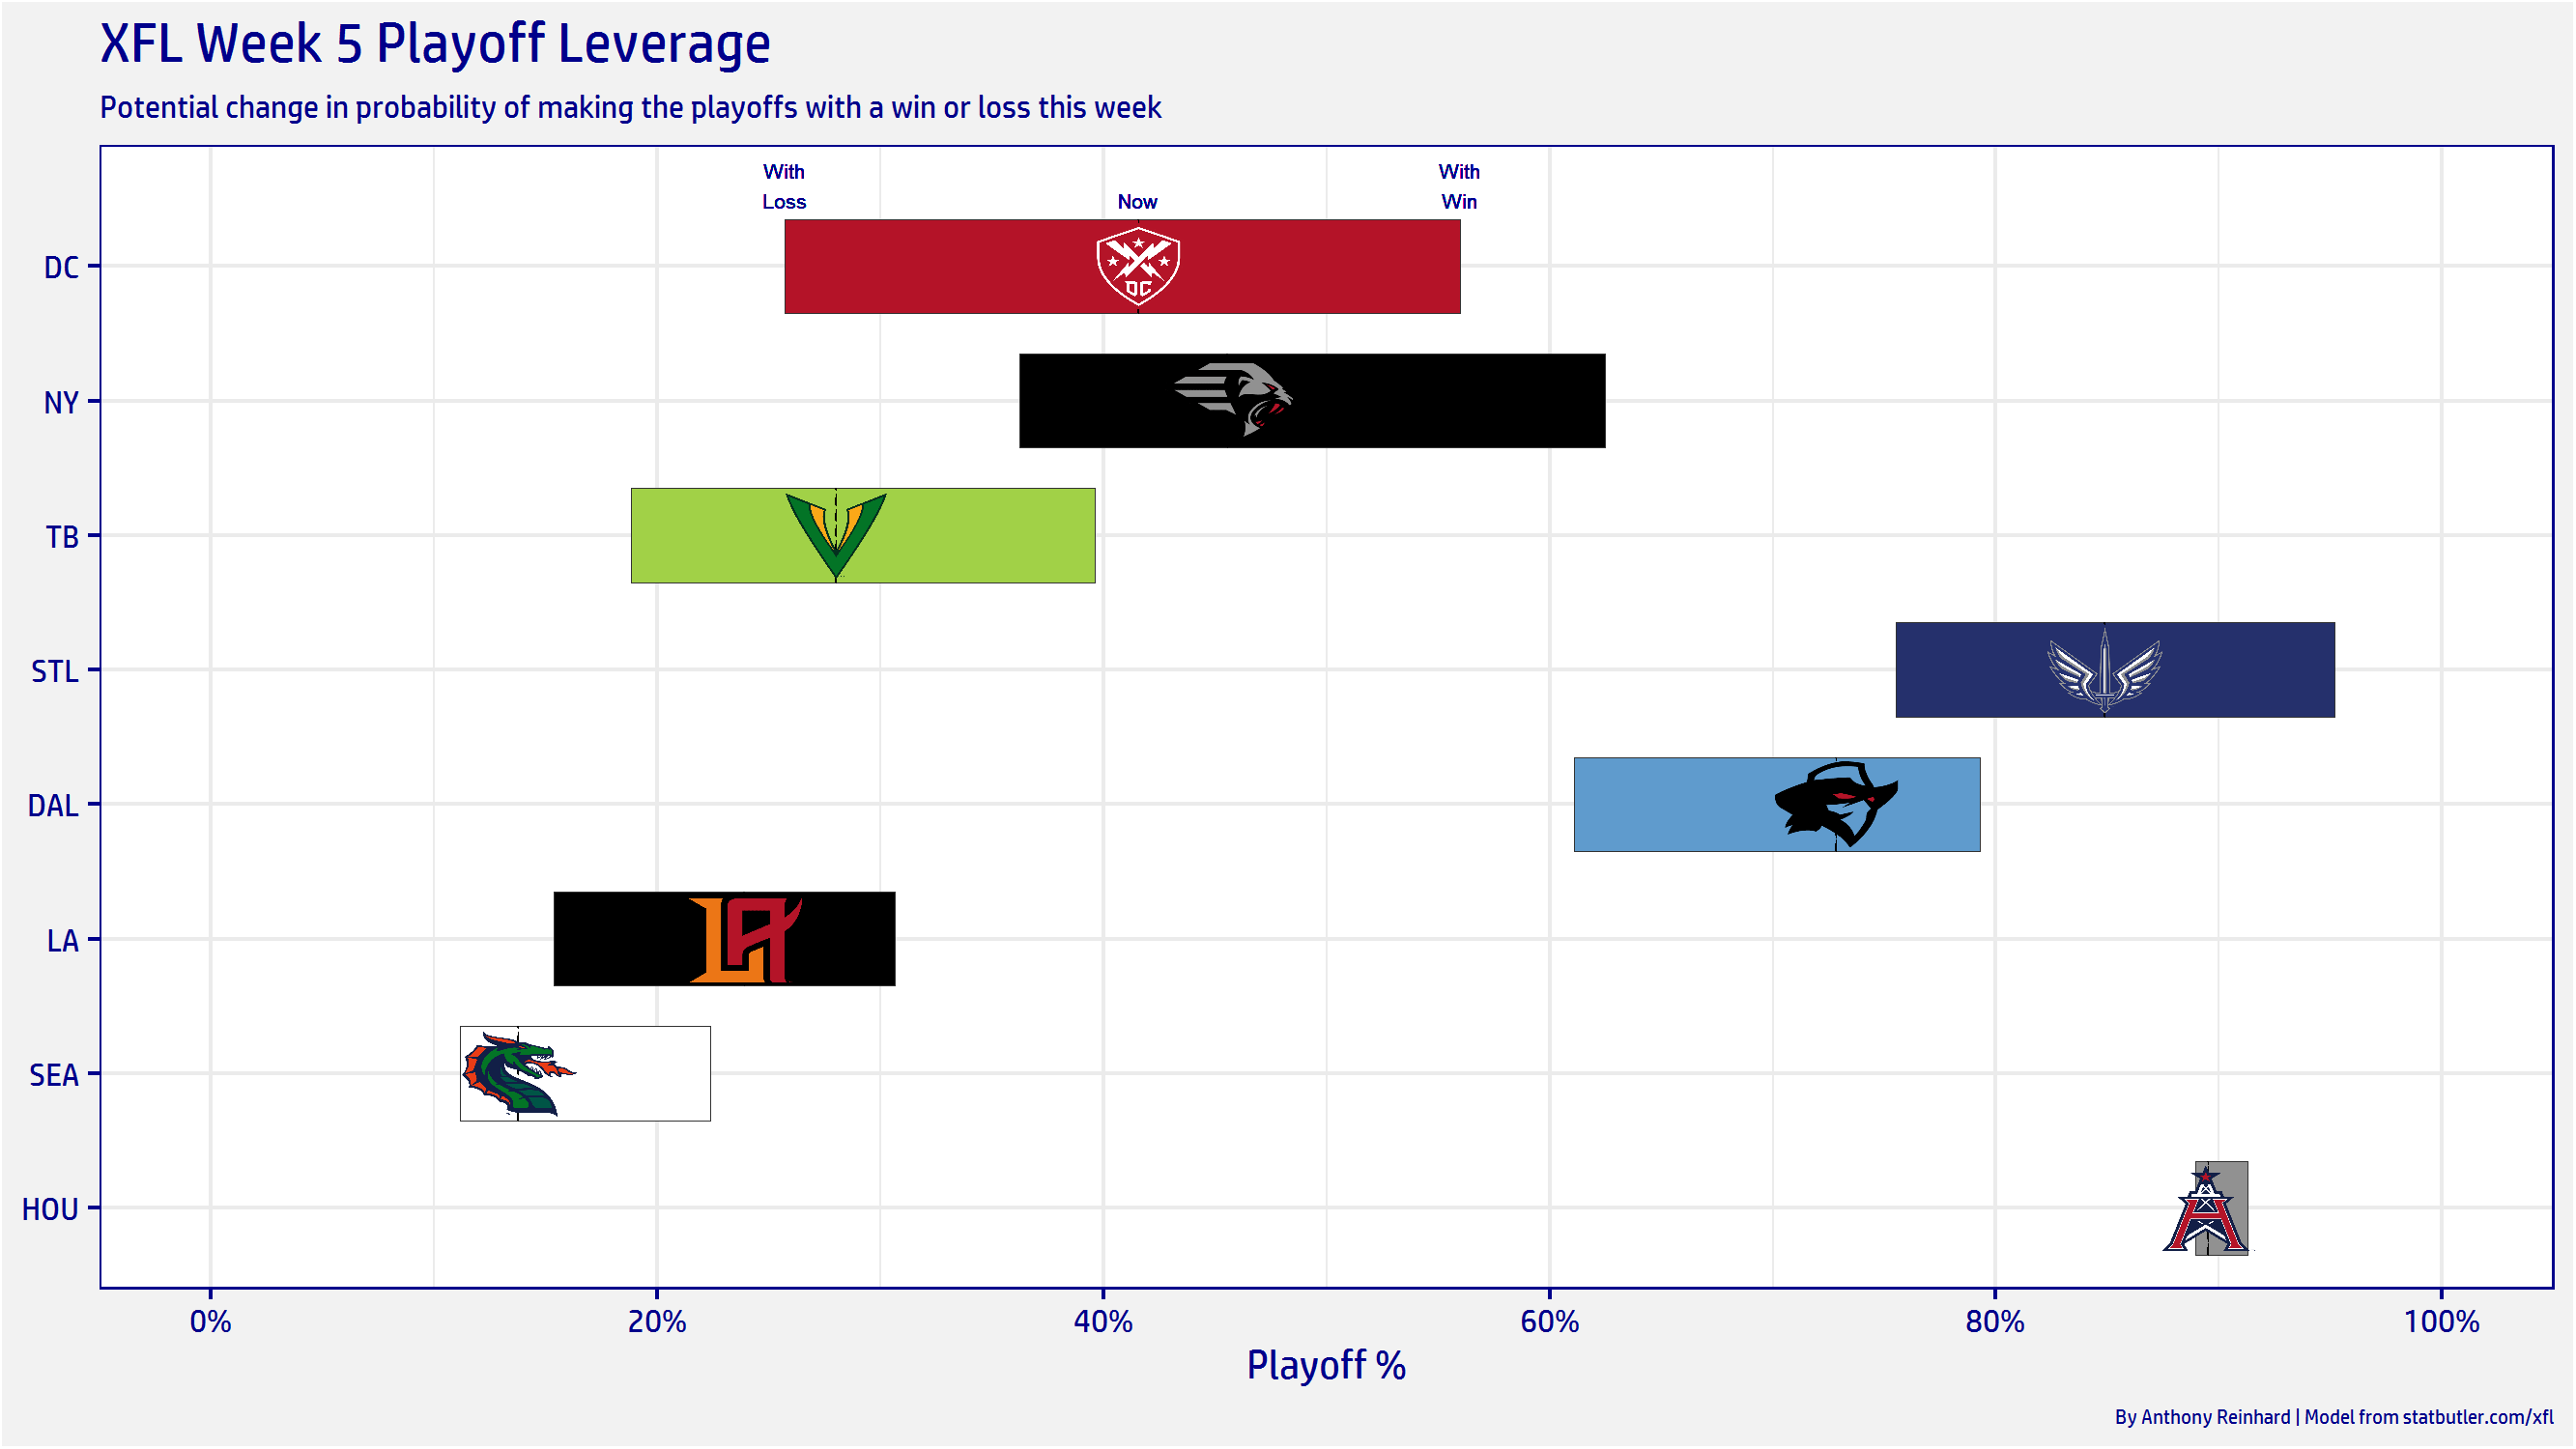 XFL Week 5 Playoff Leverage
Potential change in probability of making the playoffs with a win or loss this week
With
Loss
Now
With
Win
DC
DC
NY
TB
STL
DAL
LA
LA
SEA
HOU
0%
20%
40%
60%
80%
100%
Playoff %
By Anthony Reinhard | Model from statbutler.com/xfl